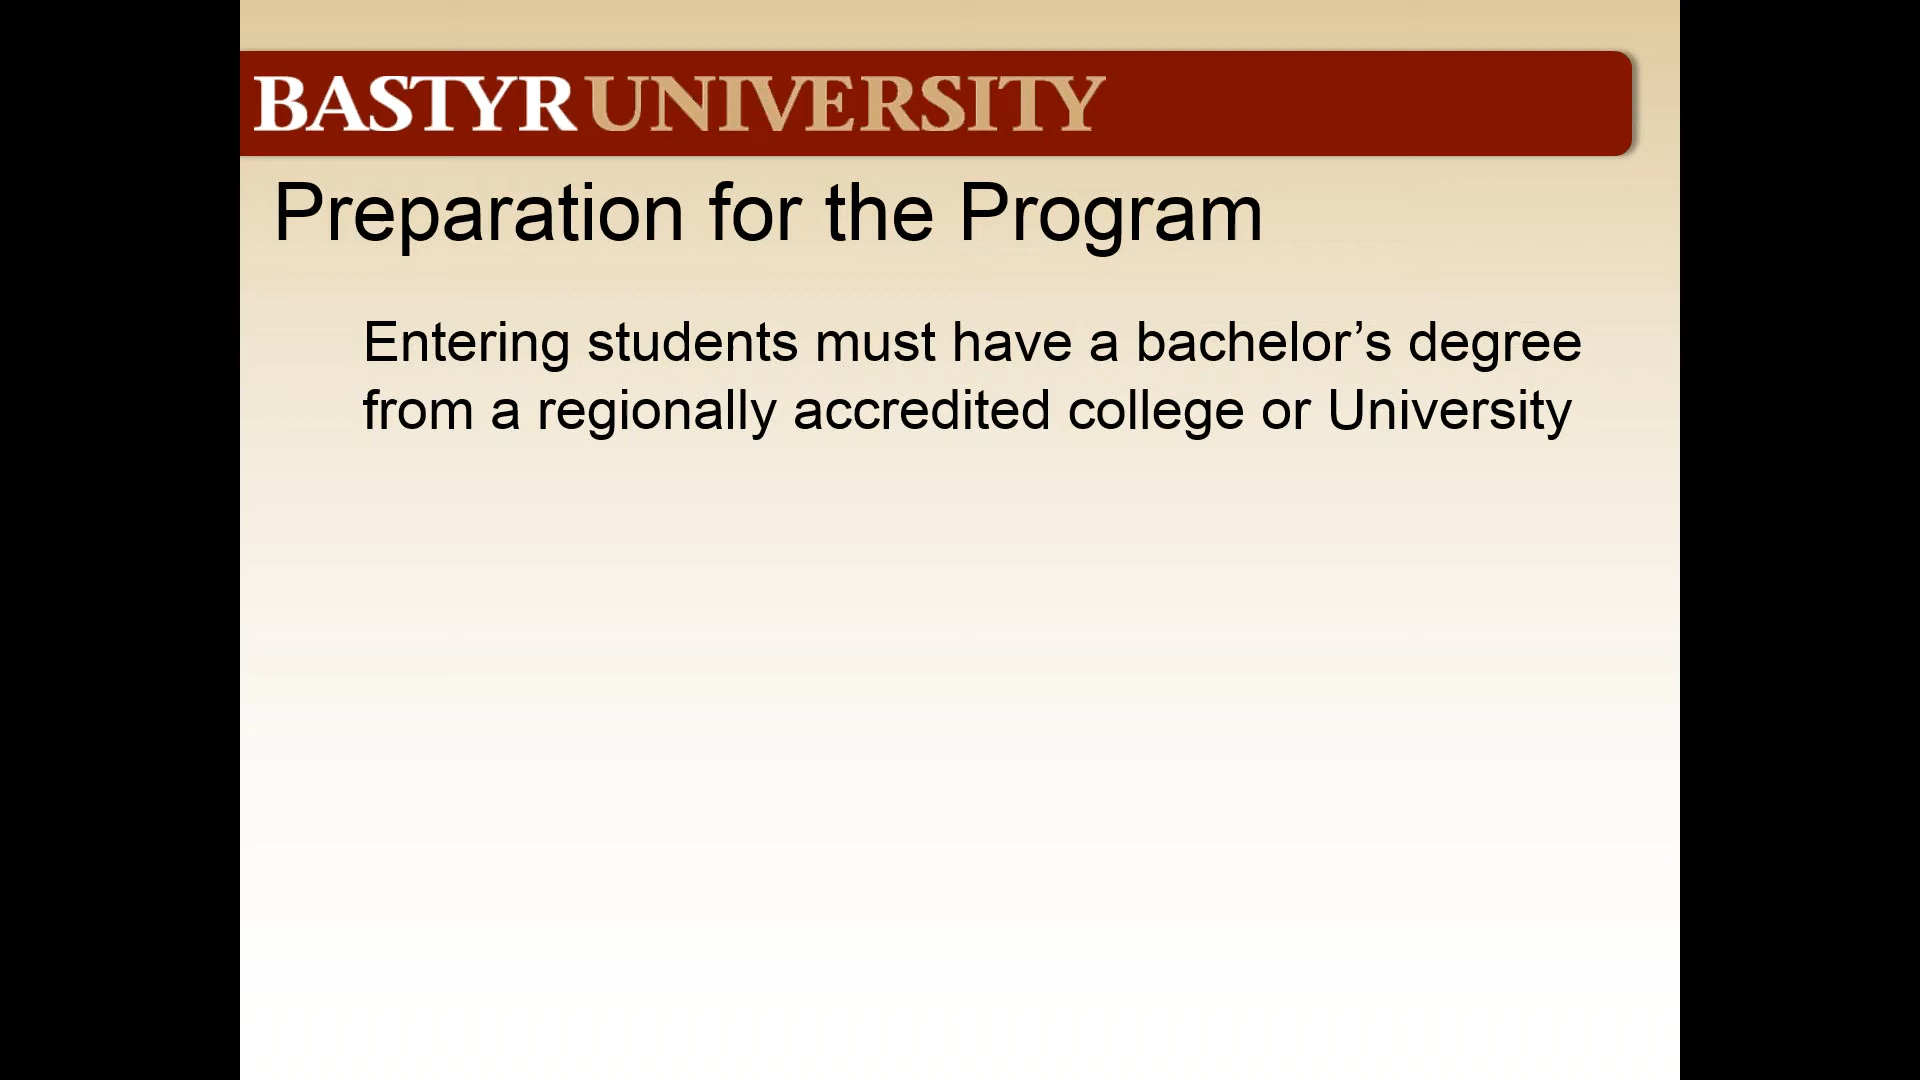 BASTYR UNIVERSITY
Preparation for the Program
Entering students must have a bachelor’s degree
from a regionally accredited college or University